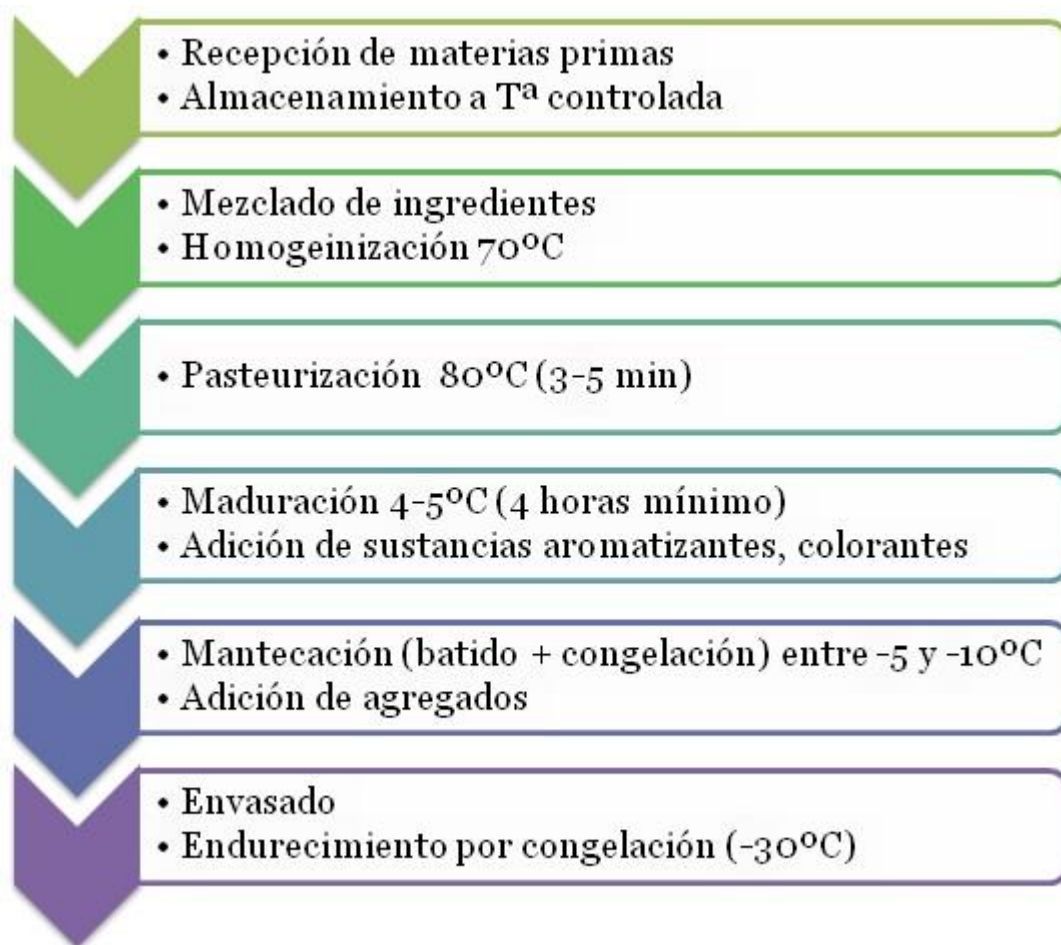 • Recepción de materias primas
• Almacenamiento a Tª controlada
• Mezclado de ingredientes
• Homogeinización 70ºC
• Pasteurización 80ºC (3-5 min)
• Maduración 4-5ºC (4 horas mínimo)
• Adición de sustancias aromatizantes, colorantes
• Mantecación (batido + congelación) entre -5 y -10ºC
• Adición de agregados
• Envasado
• Endurecimiento por congelación (-30ºC)